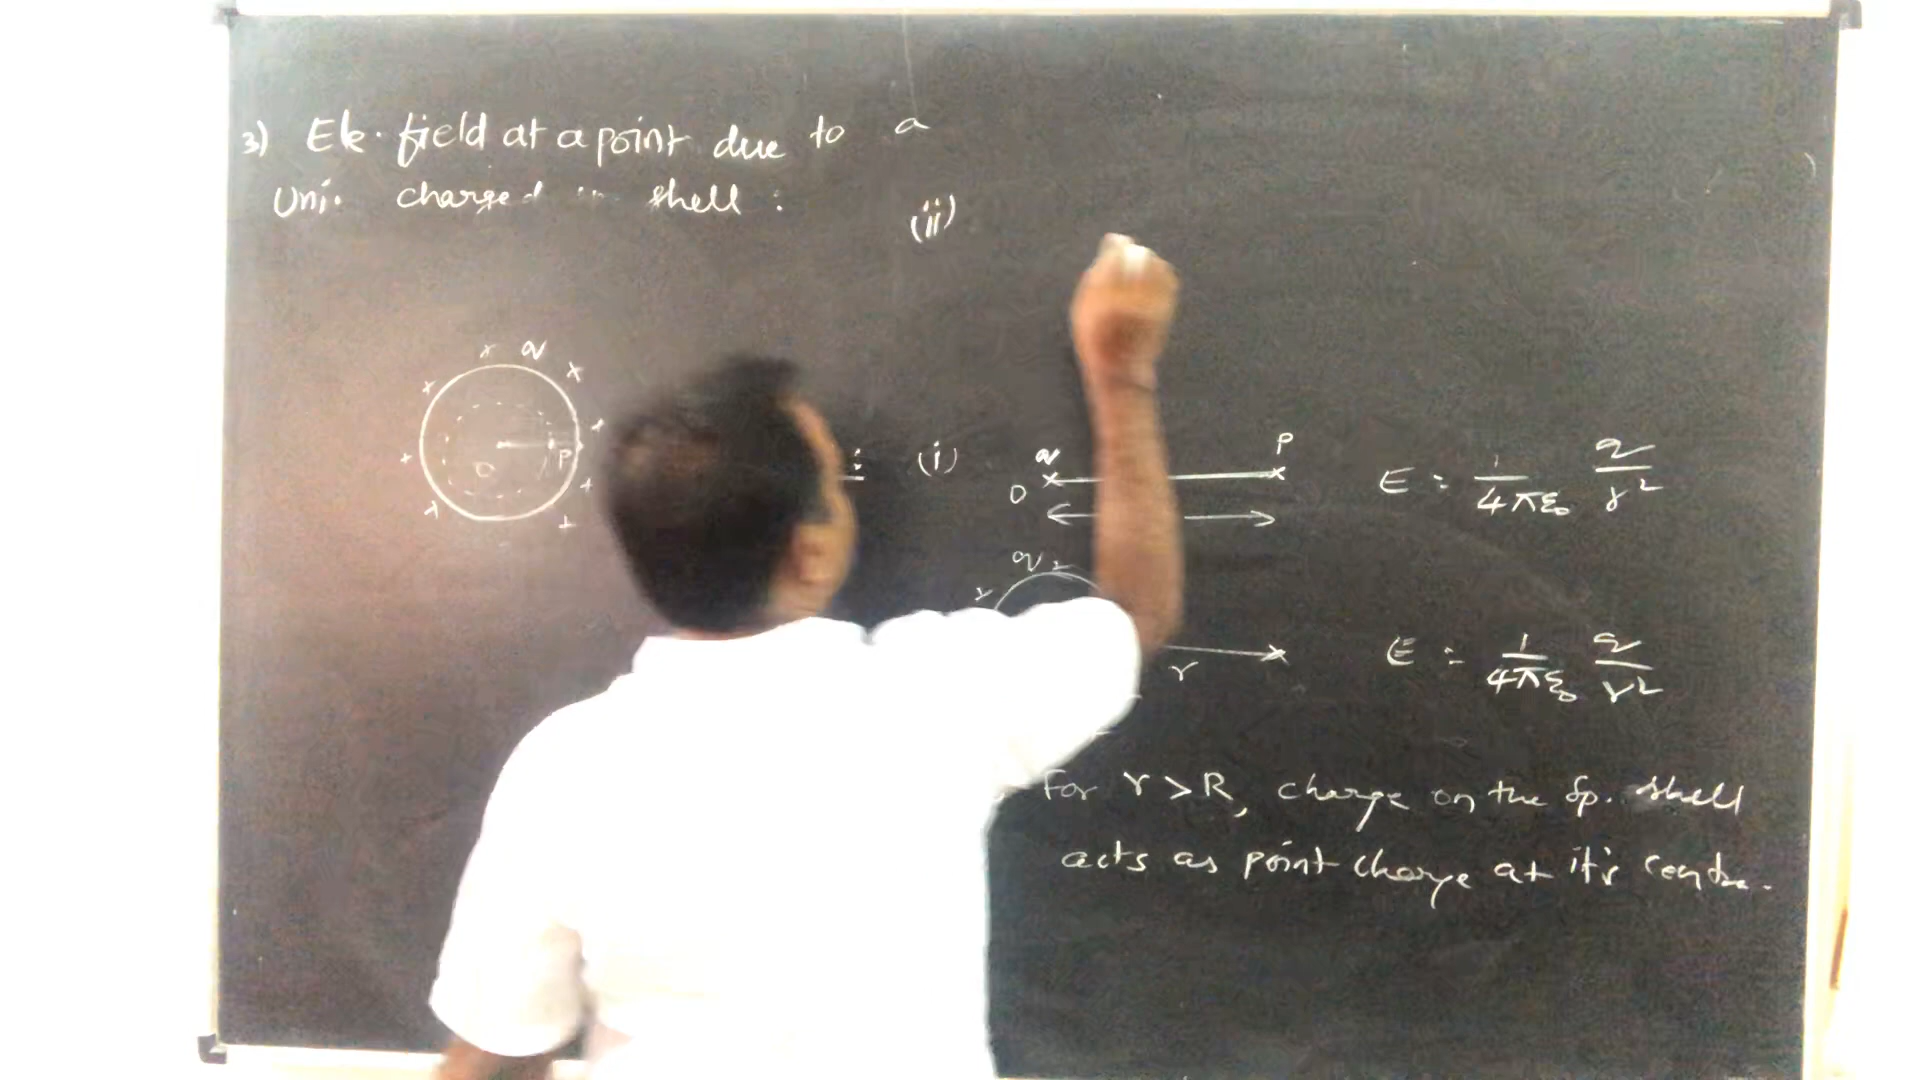 3) Ele. field at a point due to a
Uni. charged shell :
(ii)
q
O P
(i) q P E = 1/4πε₀ q/r²
O
q
r E = 1/4πε₀ q/r²
For r > R, charge on the Sp. shell
acts as point charge at it's centre.